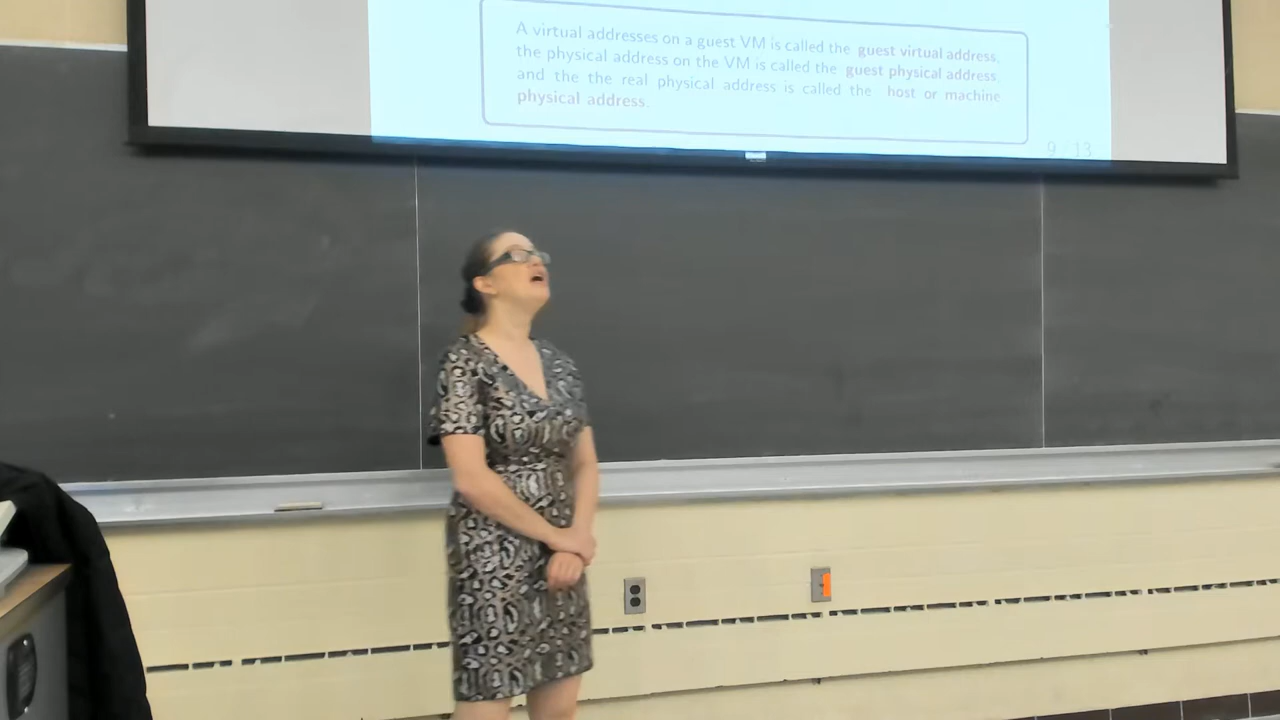 A virtual addresses on a guest VM is called the guest virtual address,
the physical address on the VM is called the guest physical address
and the the real physical address is called the host or machine
physical address.
9 / 13